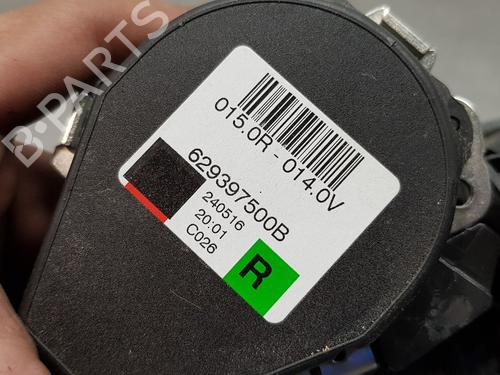 015.0R - 014.0V
629397500B
240516
20:01
C026
R
B-PARTS